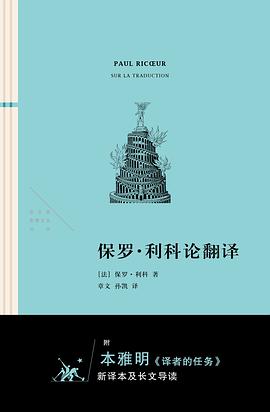 PAUL RICŒUR
SUR LA TRADUCTION
保罗·利科论翻译
[法] 保罗·利科 著
章文 孙凯 译
附
本雅明《译者的任务》
新译本及长文导读